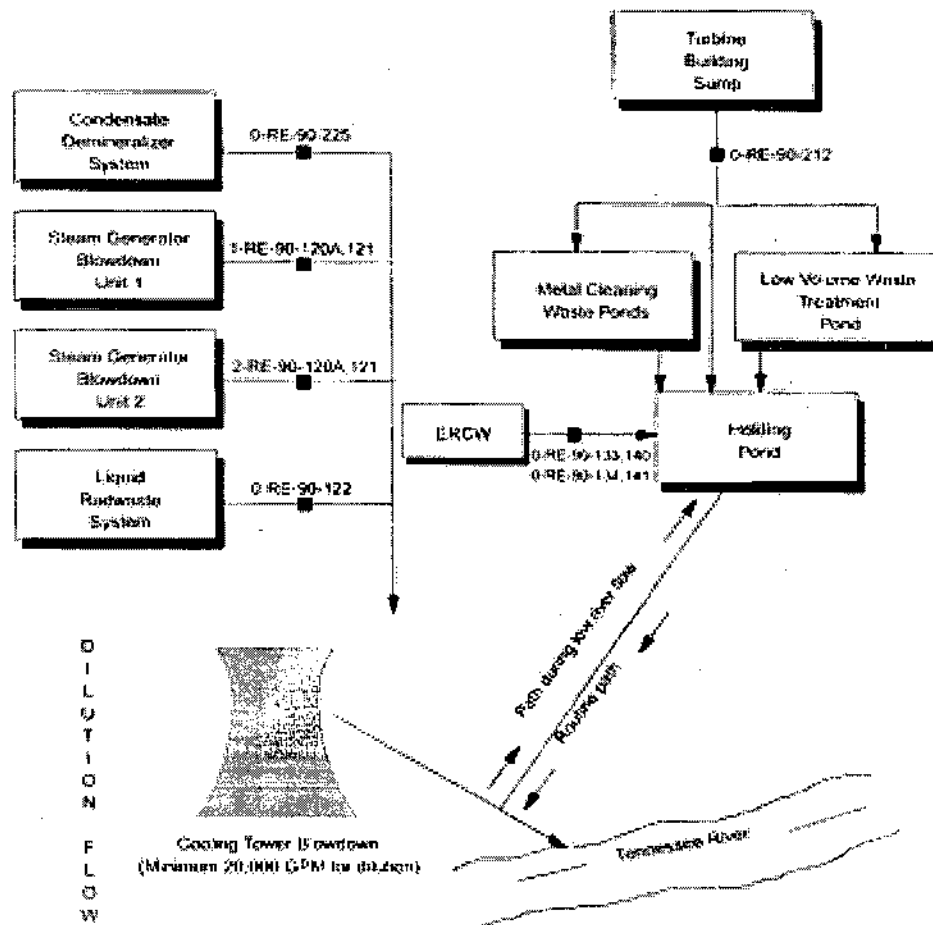 Turbine
Building
Sump
Condensate
Demineralizer
System
0-RE-90-225
0-RE-90-212
Steam Generator
Blowdown
Unit 1
1-RE-90-120A,121
Metal Cleaning
Waste Ponds
Low Volume Waste
Treatment
Pond
Steam Generator
Blowdown
Unit 2
2-RE-90-120A,121
ERCW
0-RE-90-133,140
0-RE-90-134,141
Holding
Pond
Liquid
Radwaste
System
0-RE-90-122
Path during low river flow
Routine path
DILUTION FLOW
Cooling Tower Blowdown
(Minimum 20,000 GPM for dilution)
Tennessee River